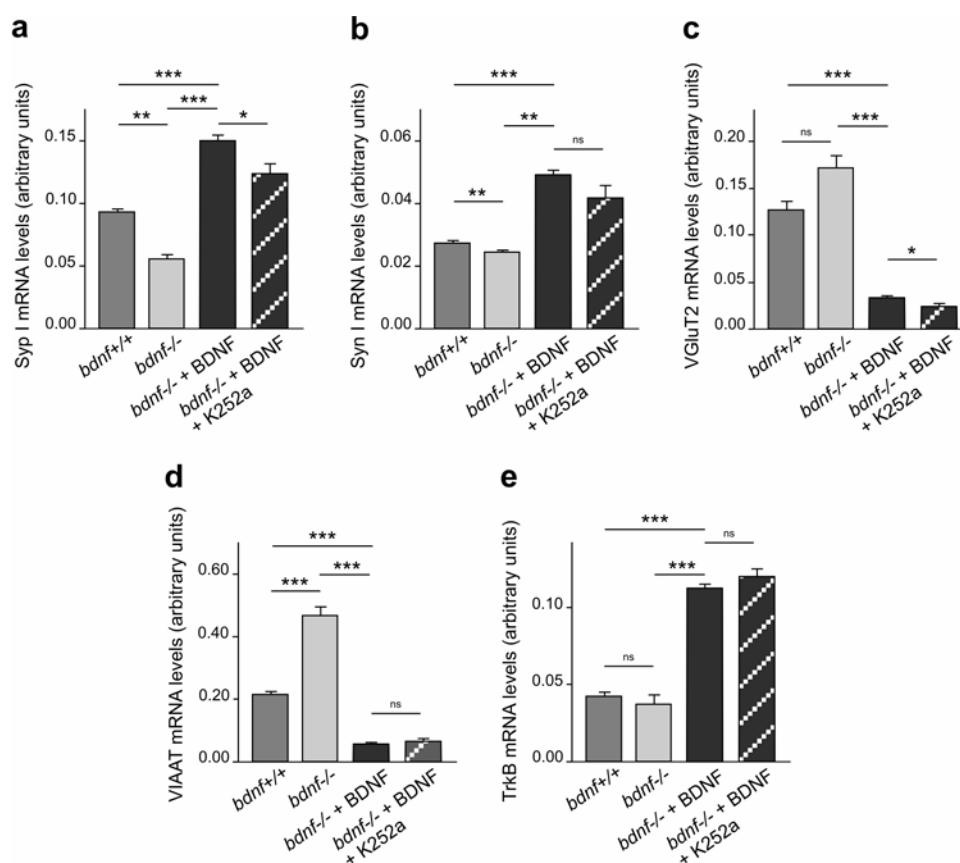 a
Syp I mRNA levels (arbitrary units)
0.15
0.10
0.05
0.00
***
**
***
*
bdnf+/+
bdnf-/-
bdnf-/- + BDNF
bdnf-/- + BDNF
+ K252a
b
Syn I mRNA levels (arbitrary units)
0.06
0.04
0.02
0.00
***
**
**
ns
bdnf+/+
bdnf-/-
bdnf-/- + BDNF
bdnf-/- + BDNF
+ K252a
c
VGluT2 mRNA levels (arbitrary units)
0.20
0.15
0.10
0.05
0.00
***
ns
***
*
bdnf+/+
bdnf-/-
bdnf-/- + BDNF
bdnf-/- + BDNF
+ K252a
d
VIAAT mRNA levels (arbitrary units)
0.60
0.40
0.20
0.00
***
***
***
ns
bdnf+/+
bdnf-/-
bdnf-/- + BDNF
bdnf-/- + BDNF
+ K252a
e
TrkB mRNA levels (arbitrary units)
0.10
0.05
0.00
***
ns
***
ns
bdnf+/+
bdnf-/-
bdnf-/- + BDNF
bdnf-/- + BDNF
+ K252a